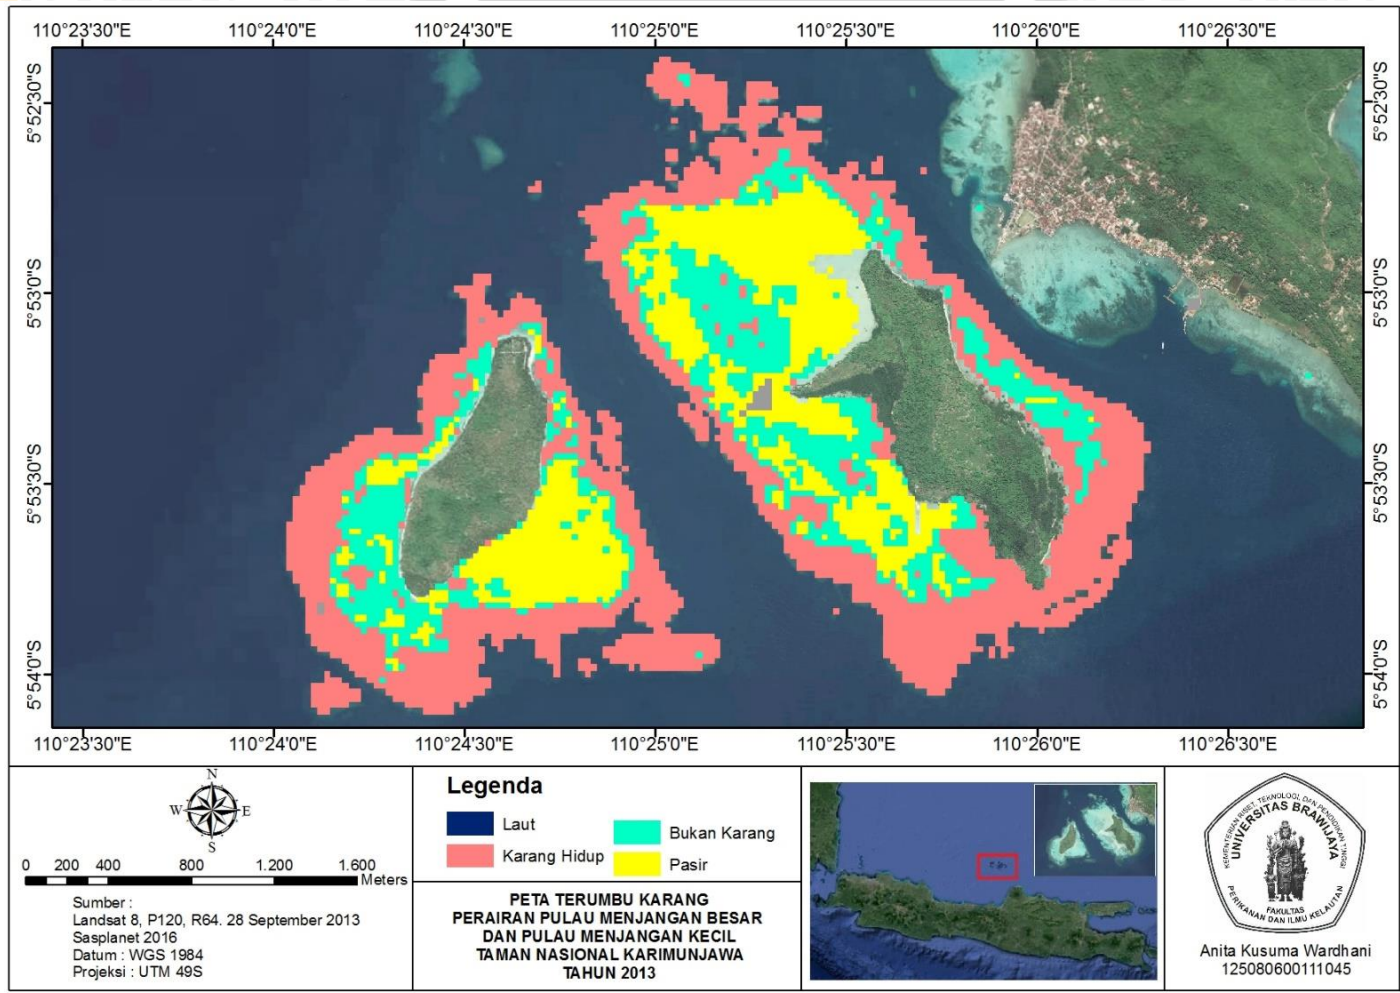 110°23'30"E 110°24'0"E 110°24'30"E 110°25'0"E 110°25'30"E 110°26'0"E 110°26'30"E
5°52'30"S 5°52'30"S
5°53'0"S 5°53'0"S
5°53'30"S 5°53'30"S
5°54'0"S 5°54'0"S
110°23'30"E 110°24'0"E 110°24'30"E 110°25'0"E 110°25'30"E 110°26'0"E 110°26'30"E
N
W E
S
0 200 400 800 1.200 1.600
Meters
Sumber :
Landsat 8, P120, R64. 28 September 2013
Sasplanet 2016
Datum : WGS 1984
Projeksi : UTM 49S
Legenda
Laut
Karang Hidup
Bukan Karang
Pasir
PETA TERUMBU KARANG
PERAIRAN PULAU MENJANGAN BESAR
DAN PULAU MENJANGAN KECIL
TAMAN NASIONAL KARIMUNJAWA
TAHUN 2013
KEMENTERIAN RISET, TEKNOLOGI, DAN PENDIDIKAN TINGGI
UNIVERSITAS BRAWIJAYA
FAKULTAS
PERIKANAN DAN ILMU KELAUTAN
Anita Kusuma Wardhani
125080600111045